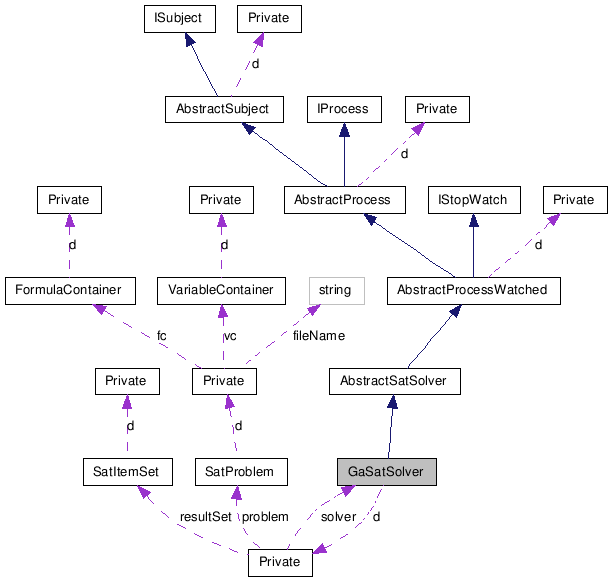 ISubject
Private
d
AbstractSubject
IProcess
Private
d
AbstractProcess
IStopWatch
Private
Private
Private
d
d
d
FormulaContainer
VariableContainer
string
AbstractProcessWatched
fc
vc
fileName
Private
Private
AbstractSatSolver
d
d
SatItemSet
SatProblem
GaSatSolver
resultSet
problem
solver
d
Private